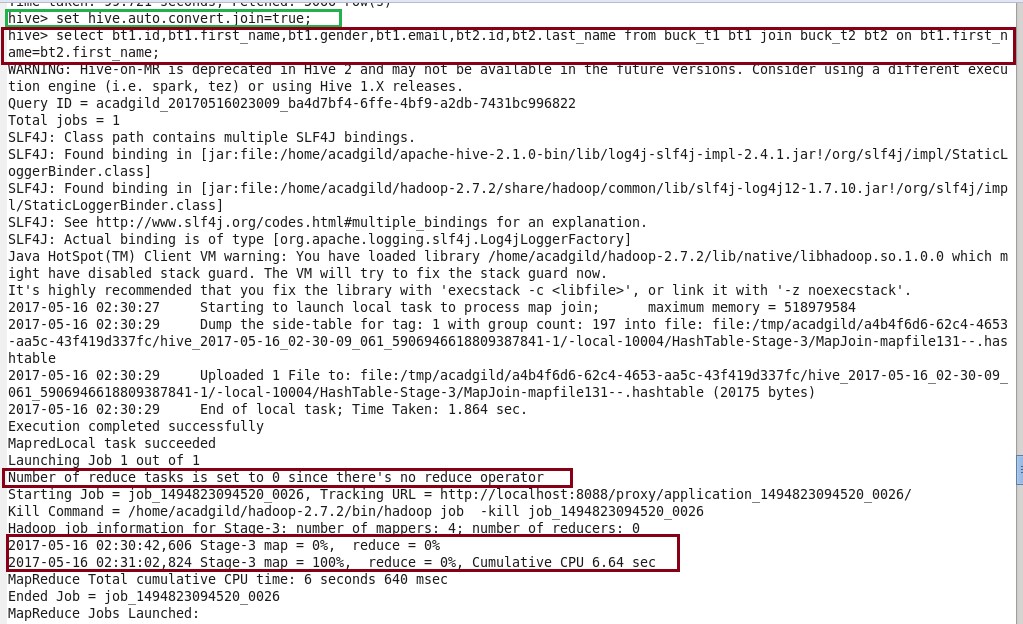 Time taken: 99.721 seconds, Fetched: 5000 row(s)
hive> set hive.auto.convert.join=true;
hive> select bt1.id,bt1.first_name,bt1.gender,bt1.email,bt2.id,bt2.last_name from buck_t1 bt1 join buck_t2 bt2 on bt1.first_n
ame=bt2.first_name;
WARNING: Hive-on-MR is deprecated in Hive 2 and may not be available in the future versions. Consider using a different execu
tion engine (i.e. spark, tez) or using Hive 1.X releases.
Query ID = acadgild_20170516023009_ba4d7bf4-6ffe-4bf9-a2db-7431bc996822
Total jobs = 1
SLF4J: Class path contains multiple SLF4J bindings.
SLF4J: Found binding in [jar:file:/home/acadgild/apache-hive-2.1.0-bin/lib/log4j-slf4j-impl-2.4.1.jar!/org/slf4j/impl/StaticL
oggerBinder.class]
SLF4J: Found binding in [jar:file:/home/acadgild/hadoop-2.7.2/share/hadoop/common/lib/slf4j-log4j12-1.7.10.jar!/org/slf4j/imp
l/StaticLoggerBinder.class]
SLF4J: See http://www.slf4j.org/codes.html#multiple_bindings for an explanation.
SLF4J: Actual binding is of type [org.apache.logging.slf4j.Log4jLoggerFactory]
Java HotSpot(TM) Client VM warning: You have loaded library /home/acadgild/hadoop-2.7.2/lib/native/libhadoop.so.1.0.0 which m
ight have disabled stack guard. The VM will try to fix the stack guard now.
It's highly recommended that you fix the library with 'execstack -c <libfile>', or link it with '-z noexecstack'.
2017-05-16 02:30:27     Starting to launch local task to process map join;      maximum memory = 518979584
2017-05-16 02:30:29     Dump the side-table for tag: 1 with group count: 197 into file: file:/tmp/acadgild/a4b4f6d6-62c4-4653
-aa5c-43f419d337fc/hive_2017-05-16_02-30-09_061_5906946618809387841-1/-local-10004/HashTable-Stage-3/MapJoin-mapfile131--.has
htable
2017-05-16 02:30:29     Uploaded 1 File to: file:/tmp/acadgild/a4b4f6d6-62c4-4653-aa5c-43f419d337fc/hive_2017-05-16_02-30-09_
061_5906946618809387841-1/-local-10004/HashTable-Stage-3/MapJoin-mapfile131--.hashtable (20175 bytes)
2017-05-16 02:30:29     End of local task; Time Taken: 1.864 sec.
Execution completed successfully
MapredLocal task succeeded
Launching Job 1 out of 1
Number of reduce tasks is set to 0 since there's no reduce operator
Starting Job = job_1494823094520_0026, Tracking URL = http://localhost:8088/proxy/application_1494823094520_0026/
Kill Command = /home/acadgild/hadoop-2.7.2/bin/hadoop job  -kill job_1494823094520_0026
Hadoop job information for Stage-3: number of mappers: 4; number of reducers: 0
2017-05-16 02:30:42,606 Stage-3 map = 0%,  reduce = 0%
2017-05-16 02:31:02,824 Stage-3 map = 100%,  reduce = 0%, Cumulative CPU 6.64 sec
MapReduce Total cumulative CPU time: 6 seconds 640 msec
Ended Job = job_1494823094520_0026
MapReduce Jobs Launched: